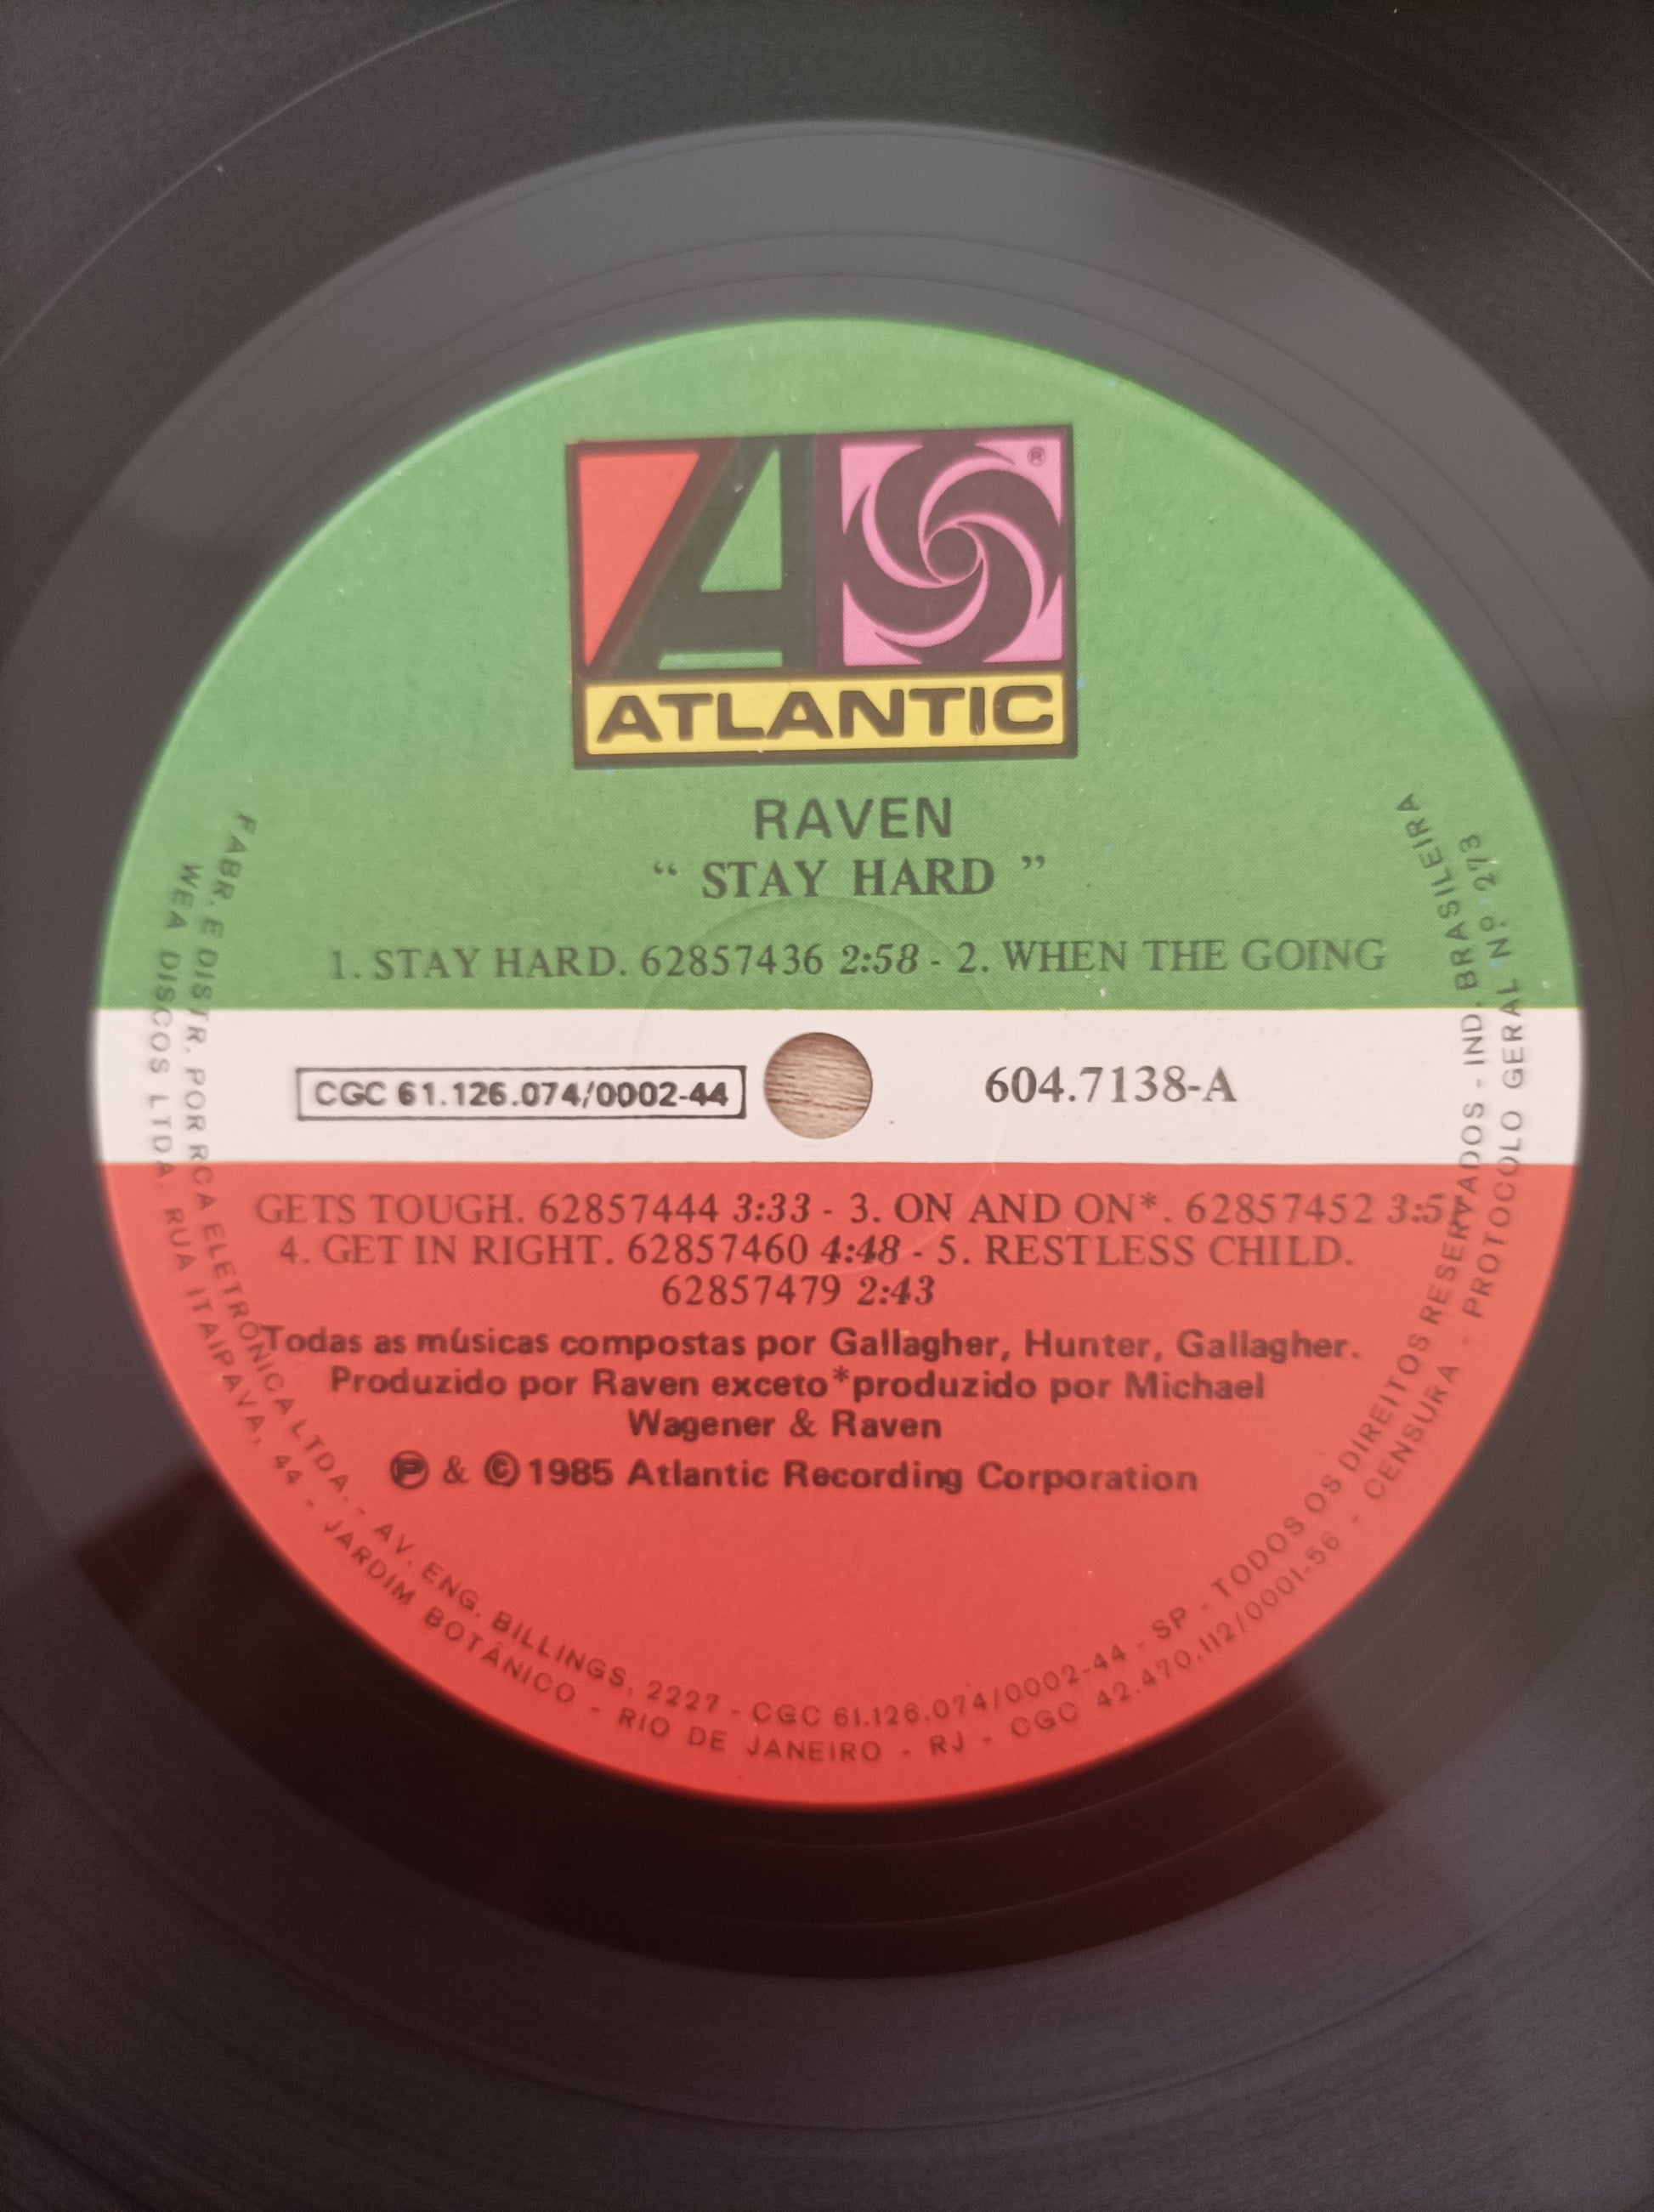 ®
ATLANTIC
RAVEN
“ STAY HARD ”
1. STAY HARD. 62857436 2:58 - 2. WHEN THE GOING
CGC 61.126.074/0002-44
604.7138-A
GETS TOUGH. 62857444 3:33 - 3. ON AND ON*. 62857452
4. GET IN RIGHT. 62857460 4:48 - 5. RESTLESS CHILD.
62857479 2:43
Todas as músicas compostas por Gallagher, Hunter, Gallagher.
Produzido por Raven exceto*produzido por Michael
Wagener & Raven
℗ & © 1985 Atlantic Recording Corporation
FABR. E DISTR. POR RCA ELETRÔNICA LTDA. - AV. ENG. BILLINGS, 2227 - CGC 61.126.074/0002-44 - SP - TODOS OS DIREITOS RESERVADOS - IND. BRASILEIRA
WEA DISCOS LTDA. RUA ITAIPAVA, 44 - JARDIM BOTÂNICO - RIO DE JANEIRO - RJ - CGC 42.470.112/0001-56 - CENSURA - PROTOCOLO GERAL Nº 273